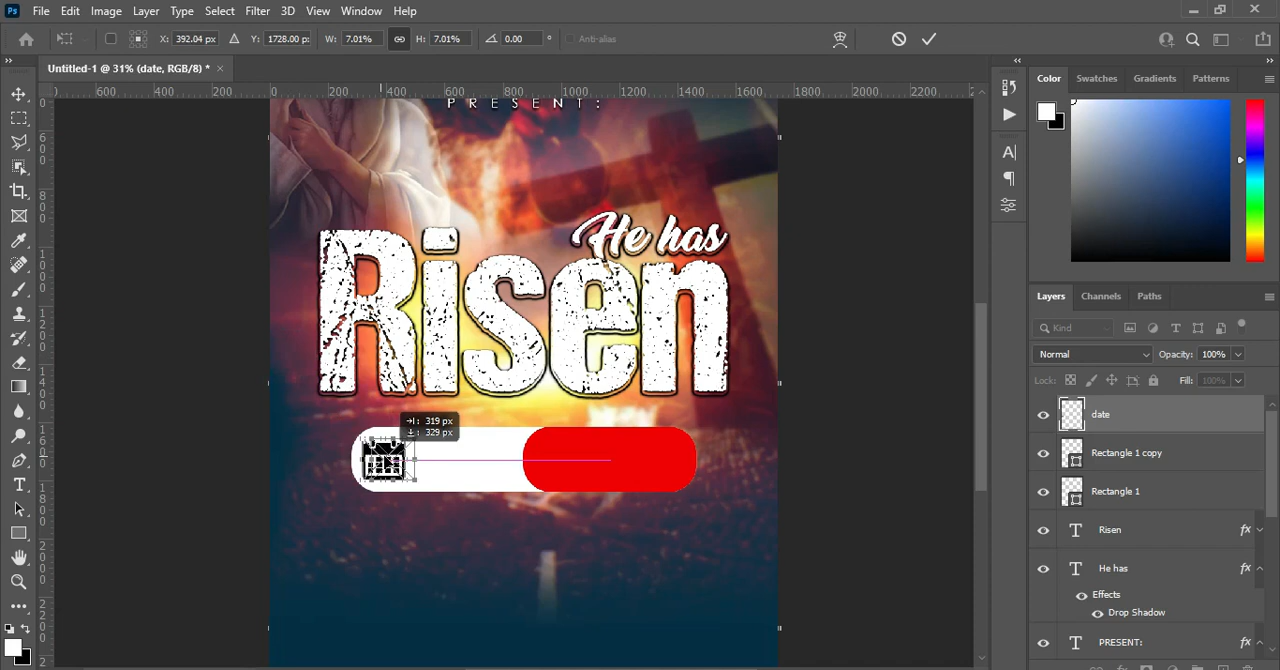 Ps File Edit Image Layer Type Select Filter 3D View Window Help
X: 392.04 px Y: 1728.00 p: W: 7.01% H: 7.01% 0.00 ° Anti-alias
Untitled-1 @ 31% (date, RGB/8) * ×
600 400 200 0 200 400 600 800 1000 1200 1400 1600 1800 2000 2200
PRESENT:
He has
Risen
319 px
329 px
Color Swatches Gradients Patterns
Layers Channels Paths
Kind
Normal Opacity: 100%
Lock: Fill: 100%
date
Rectangle 1 copy
Rectangle 1
T Risen fx
T He has fx
Effects
Drop Shadow
T PRESENT: fx